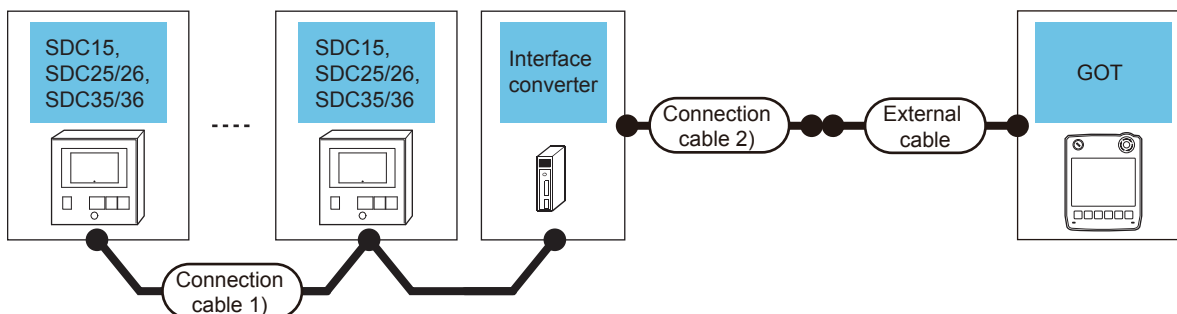 SDC15,
SDC25/26,
SDC35/36
SDC15,
SDC25/26,
SDC35/36
Interface
converter
GOT
Connection
cable 2)
External
cable
Connection
cable 1)